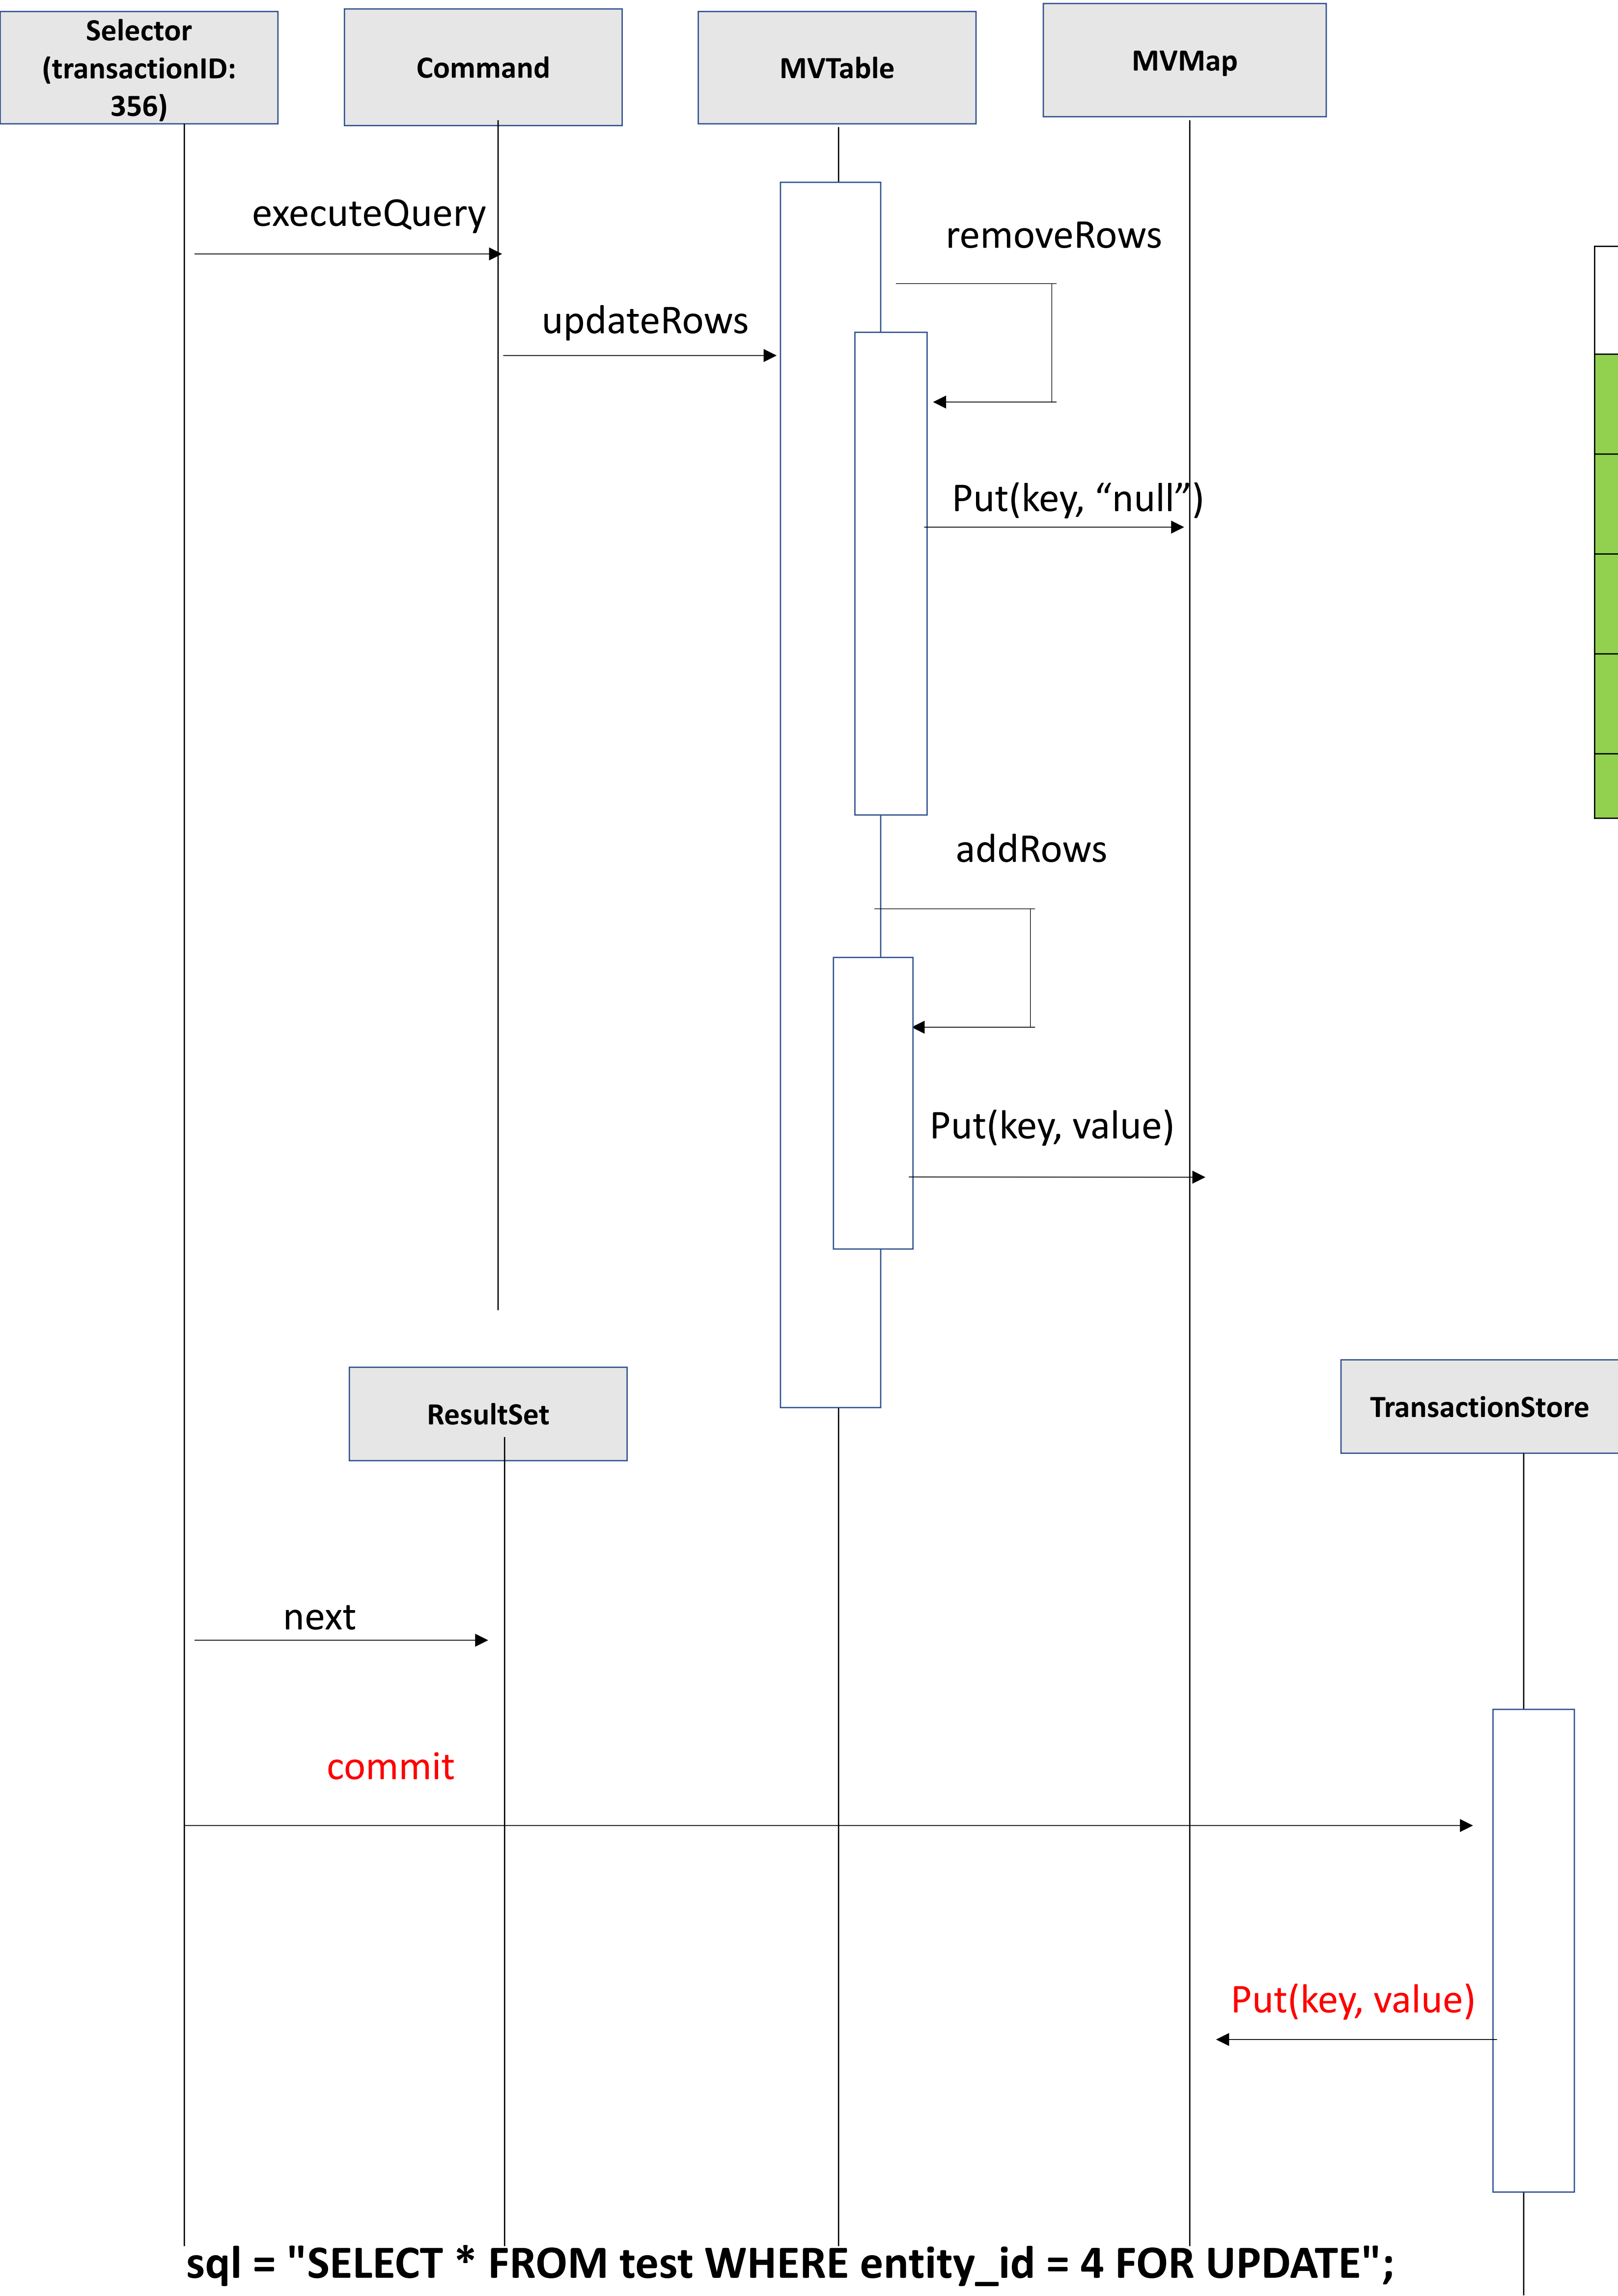 Selector
(transactionID:
356)
Command
MVTable
MVMap
executeQuery
removeRows
updateRows
Put(key, “null”)
addRows
Put(key, value)
ResultSet
TransactionStore
next
commit
Put(key, value)
sql = "SELECT * FROM test WHERE entity_id = 4 FOR UPDATE";